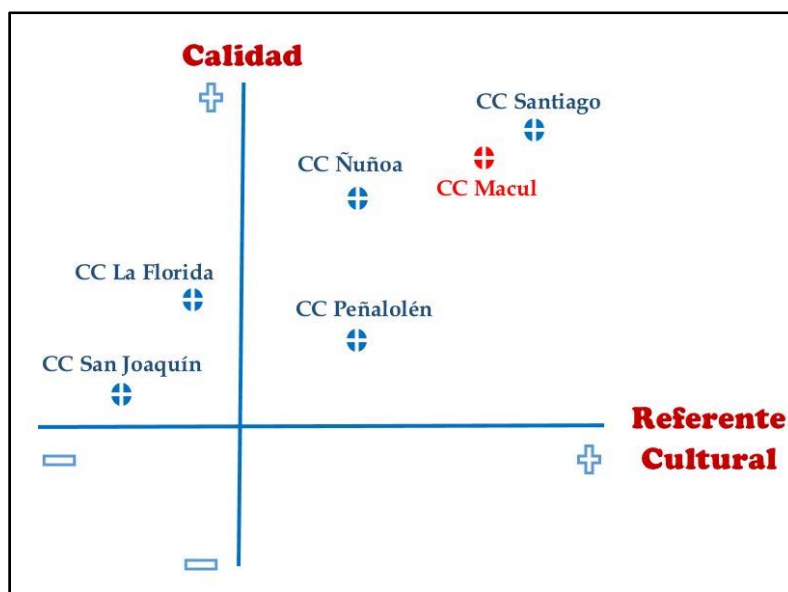 Calidad
CC Santiago
CC Ñuñoa
CC Macul
CC La Florida
CC Peñalolén
CC San Joaquín
Referente
Cultural